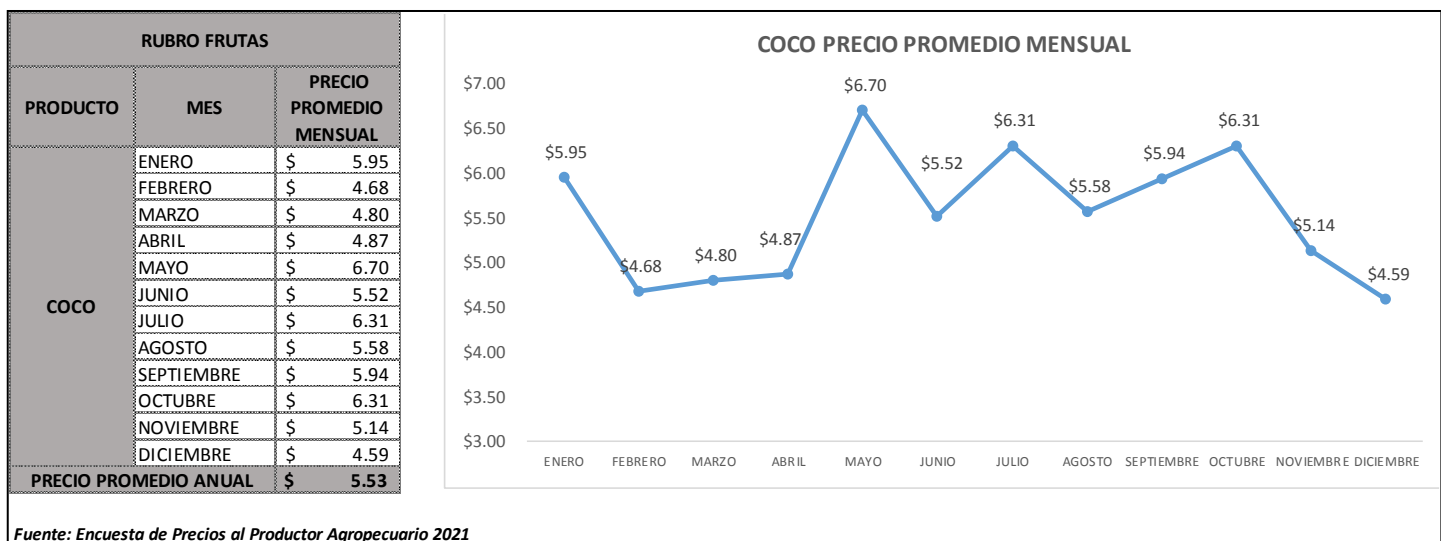 RUBRO FRUTAS
PRODUCTO MES PRECIO PROMEDIO MENSUAL
COCO
ENERO $ 5.95
FEBRERO $ 4.68
MARZO $ 4.80
ABRIL $ 4.87
MAYO $ 6.70
JUNIO $ 5.52
JULIO $ 6.31
AGOSTO $ 5.58
SEPTIEMBRE $ 5.94
OCTUBRE $ 6.31
NOVIEMBRE $ 5.14
DICIEMBRE $ 4.59
PRECIO PROMEDIO ANUAL $ 5.53
COCO PRECIO PROMEDIO MENSUAL
$7.00
$6.50
$6.00
$5.50
$5.00
$4.50
$4.00
$3.50
$3.00
$5.95
$4.68
$4.80
$4.87
$6.70
$5.52
$6.31
$5.58
$5.94
$6.31
$5.14
$4.59
ENERO FEBRERO MARZO ABRIL MAYO JUNIO JULIO AGOSTO SEPTIEMBRE OCTUBRE NOVIEMBRE DICIEMBRE
Fuente: Encuesta de Precios al Productor Agropecuario 2021